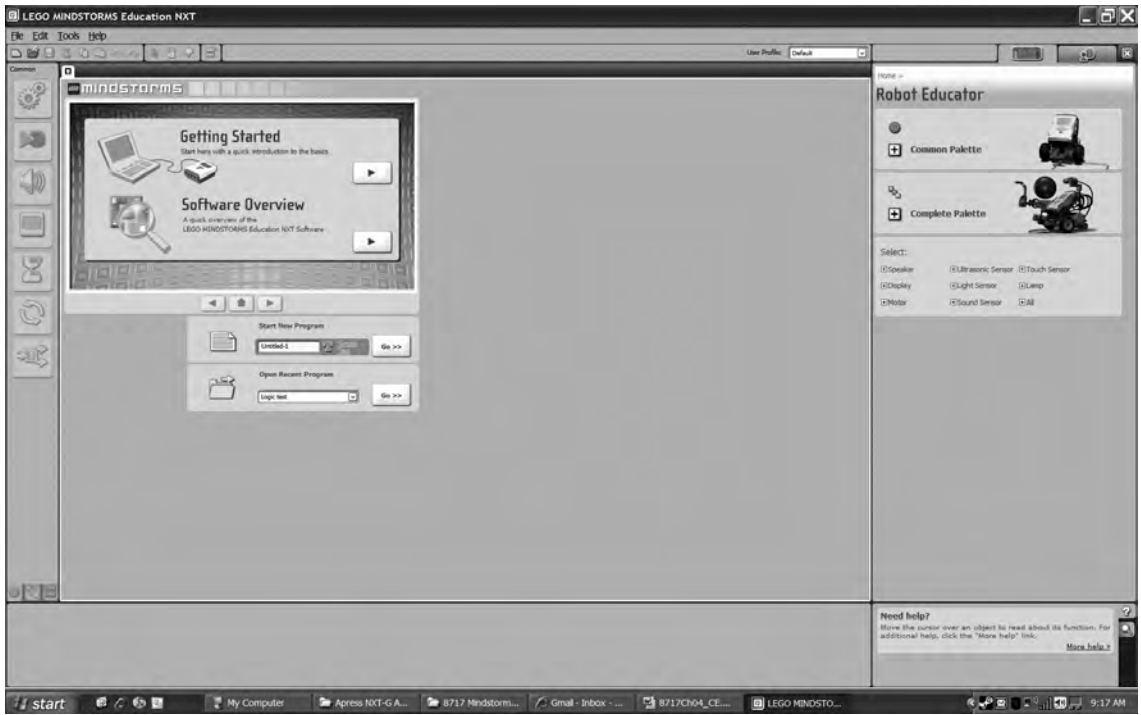 LEGO MINDSTORMS Education NXT
File Edit Tools Help
User Profile: Default
Common
mindstorms
Getting Started
Start here with a quick introduction to the basics.
Software Overview
A quick overview of the
LEGO MINDSTORMS Education NXT Software
Start New Program
Untitled-1
Go >>
Open Recent Program
Logic test
Go >>
Home >
Robot Educator
Common Palette
Complete Palette
Select:
Speaker Ultrasonic Sensor Touch Sensor
Display Light Sensor Lamp
Motor Sound Sensor All
Need help?
Move the cursor over an object to read about its function. For
additional help, click the "More help" link.
More help »
start My Computer Apress NXT-G A... 8717 Mindstorm... Gmail - Inbox - ... 8717Ch04_CE.... LEGO MINDSTO... 9:17 AM